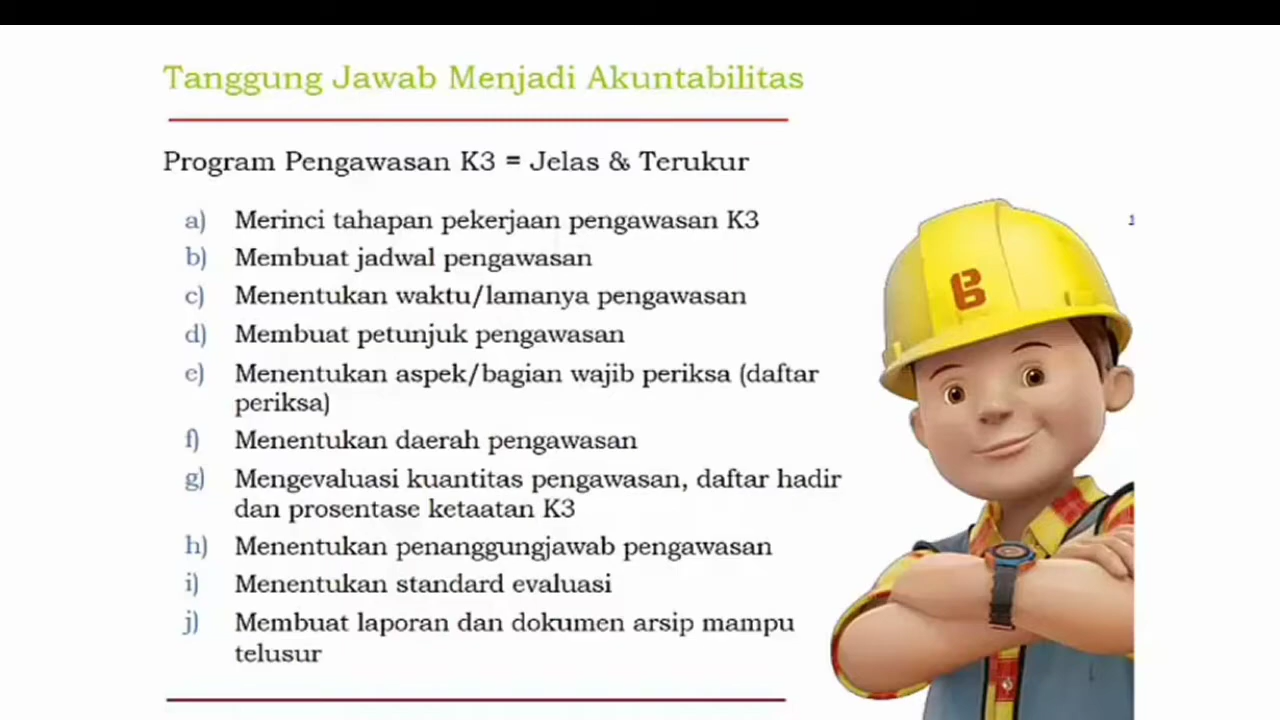 Tanggung Jawab Menjadi Akuntabilitas
Program Pengawasan K3 = Jelas & Terukur
a) Merinci tahapan pekerjaan pengawasan K3
b) Membuat jadwal pengawasan
c) Menentukan waktu/lamanya pengawasan
d) Membuat petunjuk pengawasan
e) Menentukan aspek/bagian wajib periksa (daftar
periksa)
f) Menentukan daerah pengawasan
g) Mengevaluasi kuantitas pengawasan, daftar hadir
dan prosentase ketaatan K3
h) Menentukan penanggungjawab pengawasan
i) Menentukan standard evaluasi
j) Membuat laporan dan dokumen arsip mampu
telusur